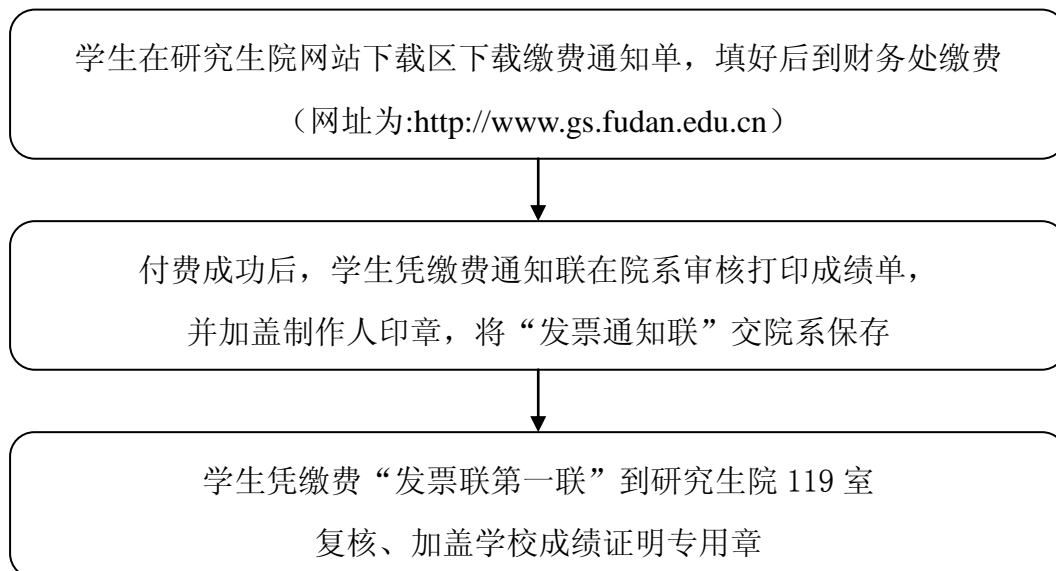 学生在研究生院网站下载区下载缴费通知单，填好后到财务处缴费
（网址为:http://www.gs.fudan.edu.cn）
付费成功后，学生凭缴费通知联在院系审核打印成绩单，
并加盖制作人印章，将“发票通知联”交院系保存
学生凭缴费“发票联第一联”到研究生院 119 室
复核、加盖学校成绩证明专用章